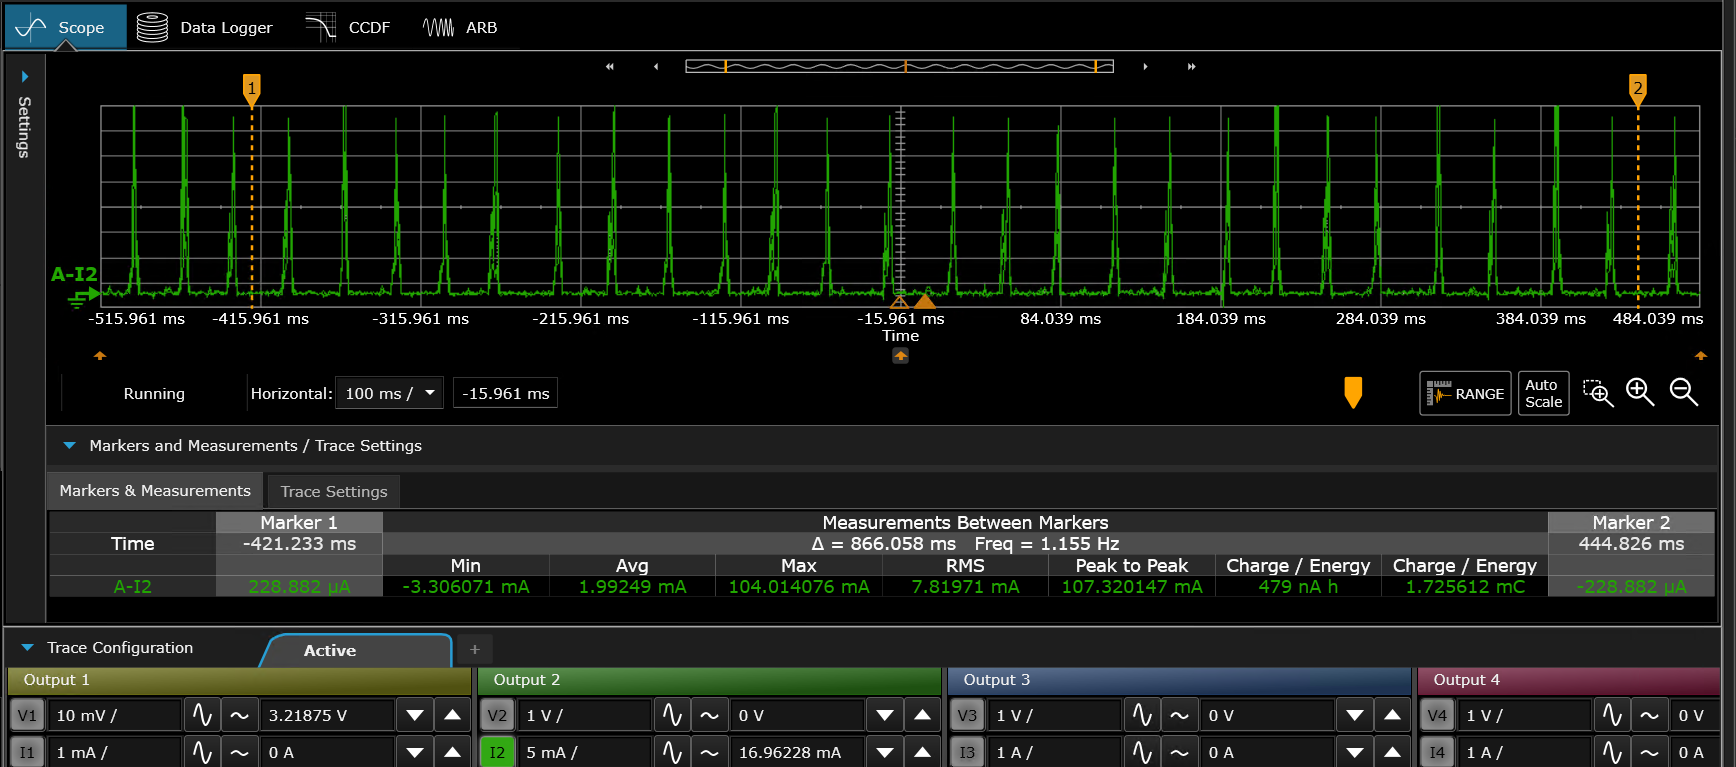 Scope Data Logger CCDF ARB
Settings
1 2
A-I2
-515.961 ms -415.961 ms -315.961 ms -215.961 ms -115.961 ms -15.961 ms 84.039 ms 184.039 ms 284.039 ms 384.039 ms 484.039 ms
Time
Running Horizontal: 100 ms / -15.961 ms RANGE Auto Scale
Markers and Measurements / Trace Settings
Markers & Measurements Trace Settings
Marker 1 Measurements Between Markers Marker 2
Time -421.233 ms Δ = 866.058 ms Freq = 1.155 Hz 444.826 ms
Min Avg Max RMS Peak to Peak Charge / Energy Charge / Energy
A-I2 228.882 µA -3.306071 mA 1.99249 mA 104.014076 mA 7.81971 mA 107.320147 mA 479 nA h 1.725612 mC -228.882 µA
Trace Configuration Active +
Output 1 Output 2 Output 3 Output 4
V1 10 mV / 3.21875 V V2 1 V / 0 V V3 1 V / 0 V V4 1 V / 0 V
I1 1 mA / 0 A I2 5 mA / 16.96228 mA I3 1 A / 0 A I4 1 A / 0 A